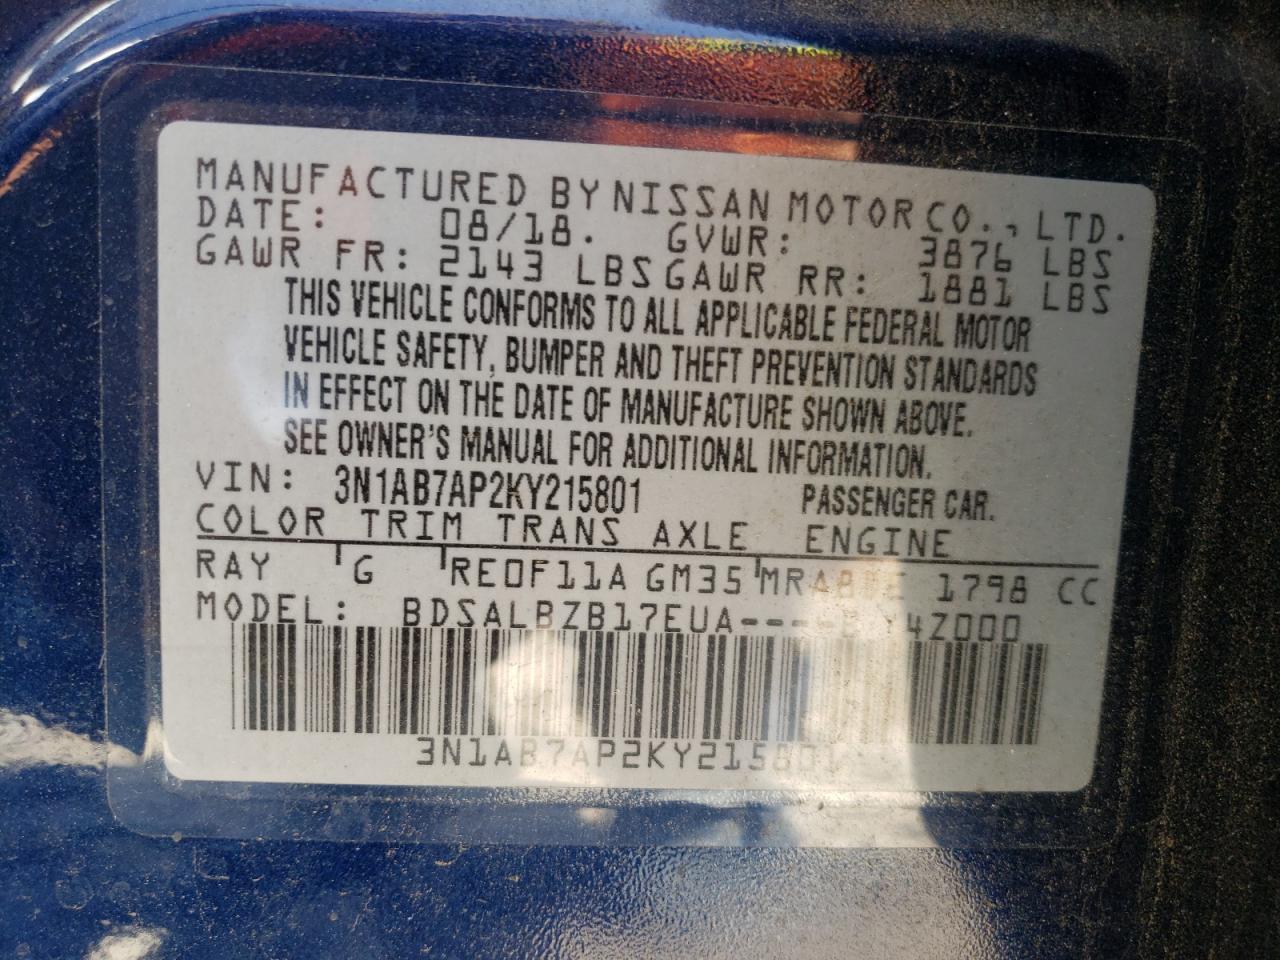 MANUFACTURED BY NISSAN MOTOR CO., LTD.
DATE: 08/18. GVWR: 3876 LBS
GAWR FR: 2143 LBS GAWR RR: 1881 LBS
THIS VEHICLE CONFORMS TO ALL APPLICABLE FEDERAL MOTOR
VEHICLE SAFETY, BUMPER AND THEFT PREVENTION STANDARDS
IN EFFECT ON THE DATE OF MANUFACTURE SHOWN ABOVE.
SEE OWNER'S MANUAL FOR ADDITIONAL INFORMATION.
VIN: 3N1AB7AP2KY215801 PASSENGER CAR.
COLOR TRIM TRANS AXLE ENGINE
RAY G RE0F11A GM35 1798 CC
MODEL:
3N1AB7AP2KY215801